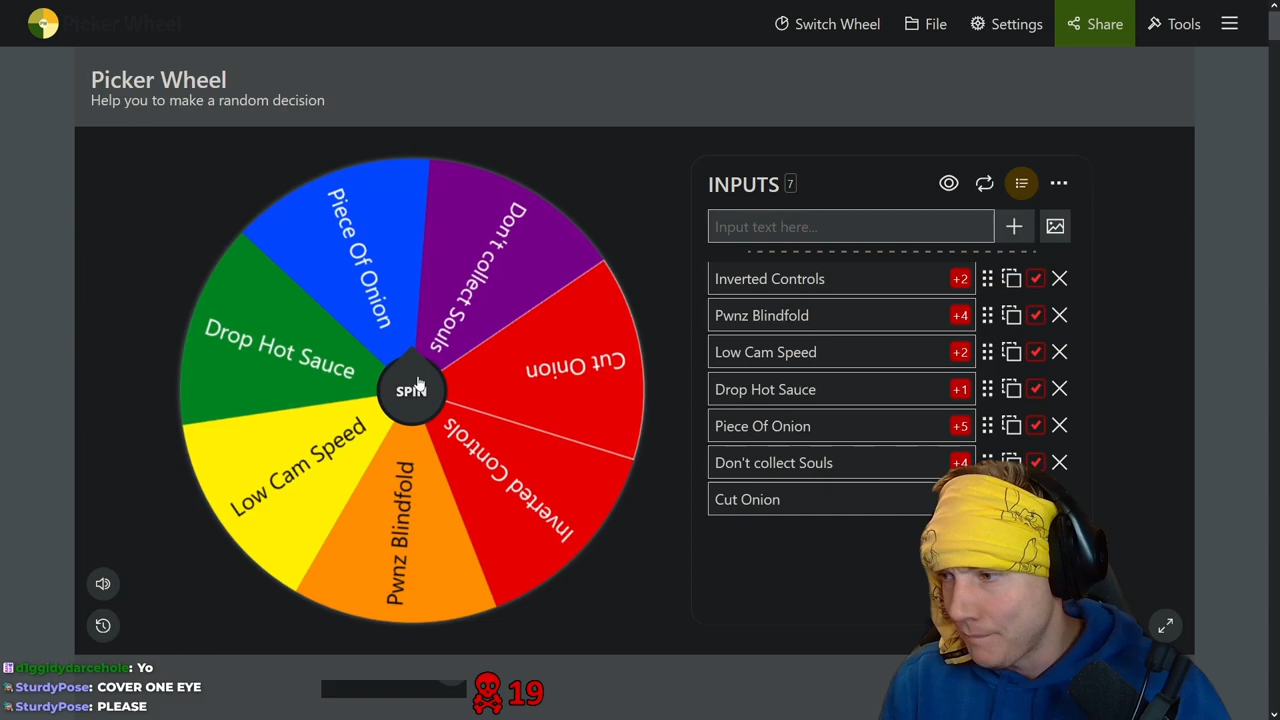 Picker Wheel
Switch Wheel
File
Settings
Share
Tools
Picker Wheel
Help you to make a random decision
Piece Of Onion
Don't collect Souls
Cut Onion
Inverted Controls
Pwnz Blindfold
Low Cam Speed
Drop Hot Sauce
SPIN
INPUTS 7
Input text here...
Inverted Controls +2
Pwnz Blindfold +4
Low Cam Speed +2
Drop Hot Sauce +1
Piece Of Onion +5
Don't collect Souls +4
Cut Onion
d1ggidydarcehole: Yo
SturdyPose: COVER ONE EYE
SturdyPose: PLEASE
19